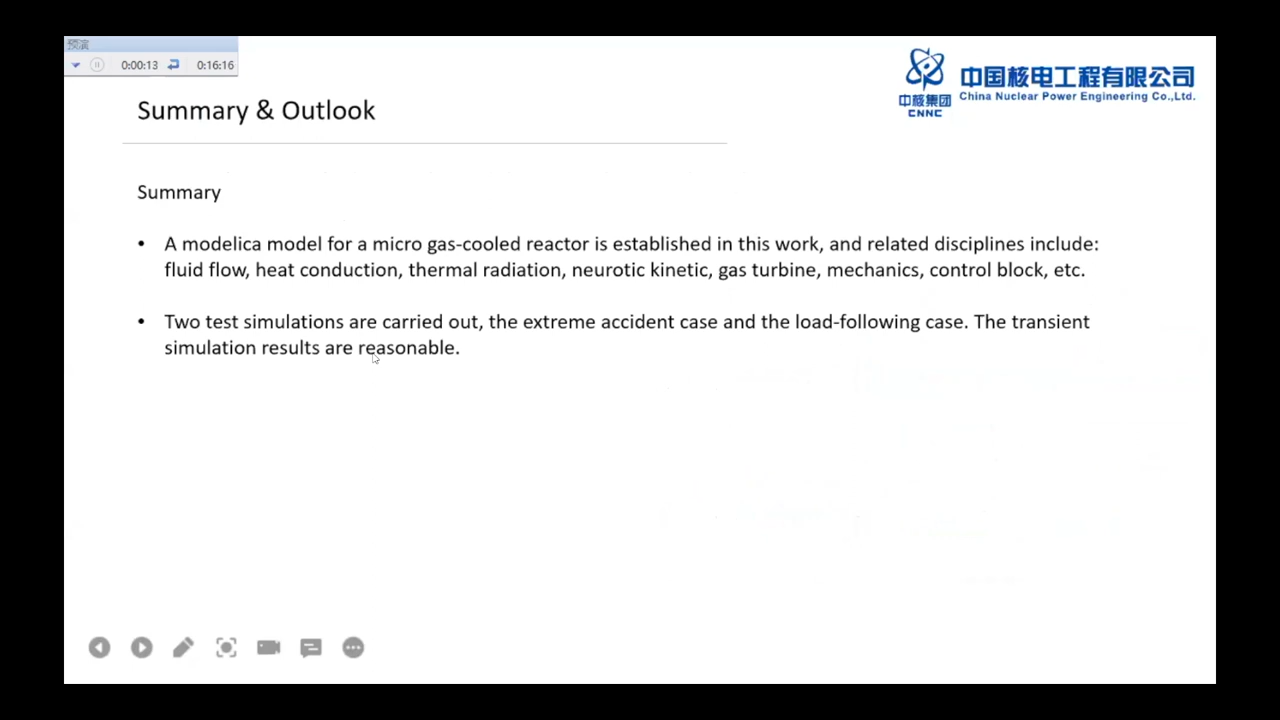 预演
0:00:13 0:16:16
中国核电工程有限公司
中核集团 China Nuclear Power Engineering Co.,Ltd.
CNNC
Summary & Outlook
Summary
• A modelica model for a micro gas-cooled reactor is established in this work, and related disciplines include:
fluid flow, heat conduction, thermal radiation, neurotic kinetic, gas turbine, mechanics, control block, etc.
• Two test simulations are carried out, the extreme accident case and the load-following case. The transient
simulation results are reasonable.